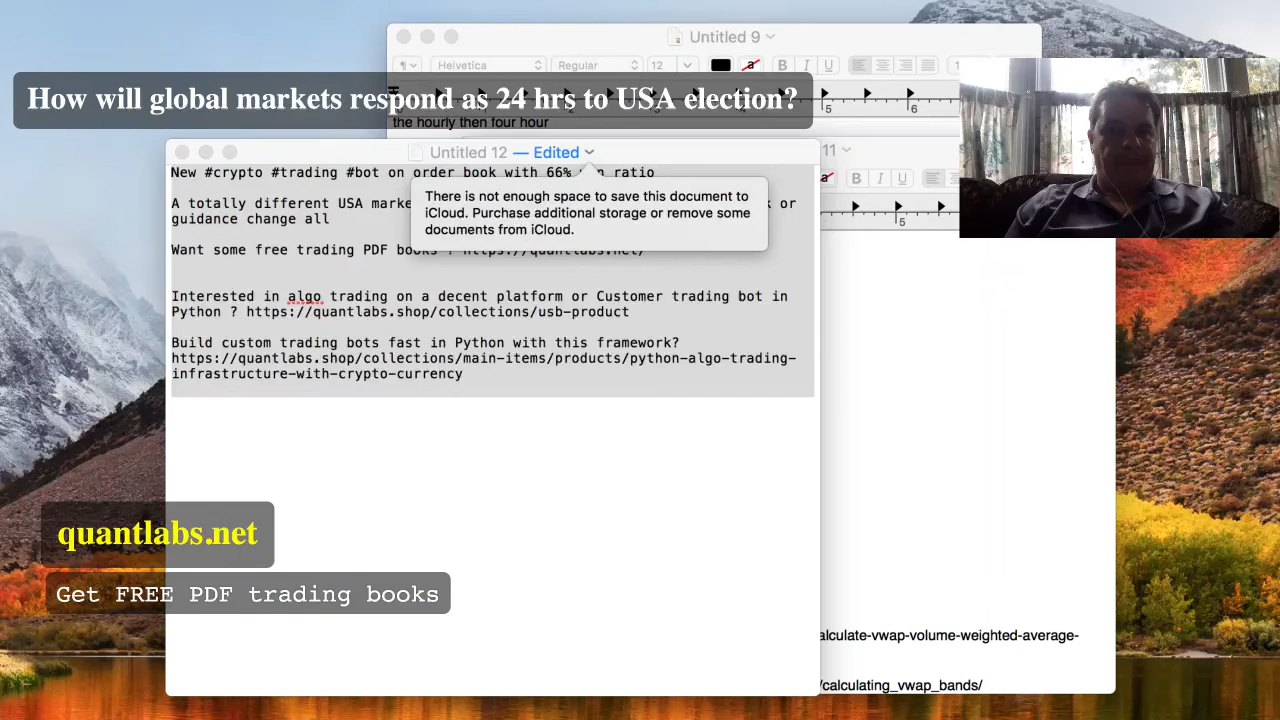 Untitled 9
Helvetica
Regular
12
B I U
How will global markets respond as 24 hrs to USA election?
5
6
the hourly then four hour
Untitled 12 — Edited
11
B I U
5
There is not enough space to save this document to
iCloud. Purchase additional storage or remove some
documents from iCloud.
New #crypto #trading #bot on order book with 66% ratio
A totally different USA or
guidance change all
Want some free trading PDF books ? https://quantlabs.net/
Interested in algo trading on a decent platform or Customer trading bot in
Python ? https://quantlabs.shop/collections/usb-product
Build custom trading bots fast in Python with this framework?
https://quantlabs.shop/collections/main-items/products/python-algo-trading-
infrastructure-with-crypto-currency
quantlabs.net
Get FREE PDF trading books
alculate-vwap-volume-weighted-average-
/calculating_vwap_bands/